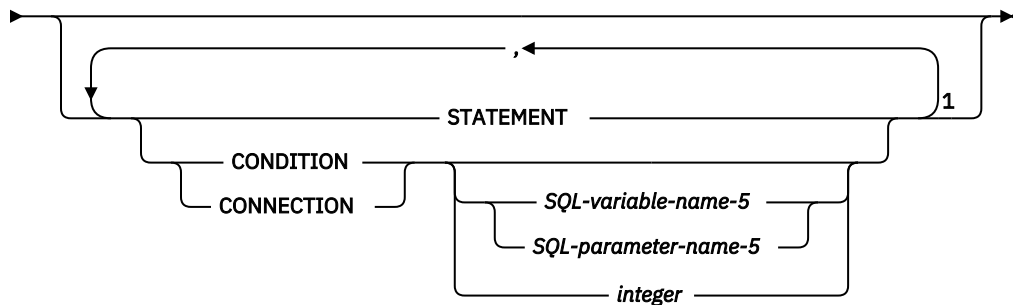 ,
1
STATEMENT
CONDITION
CONNECTION
SQL-variable-name-5
SQL-parameter-name-5
integer